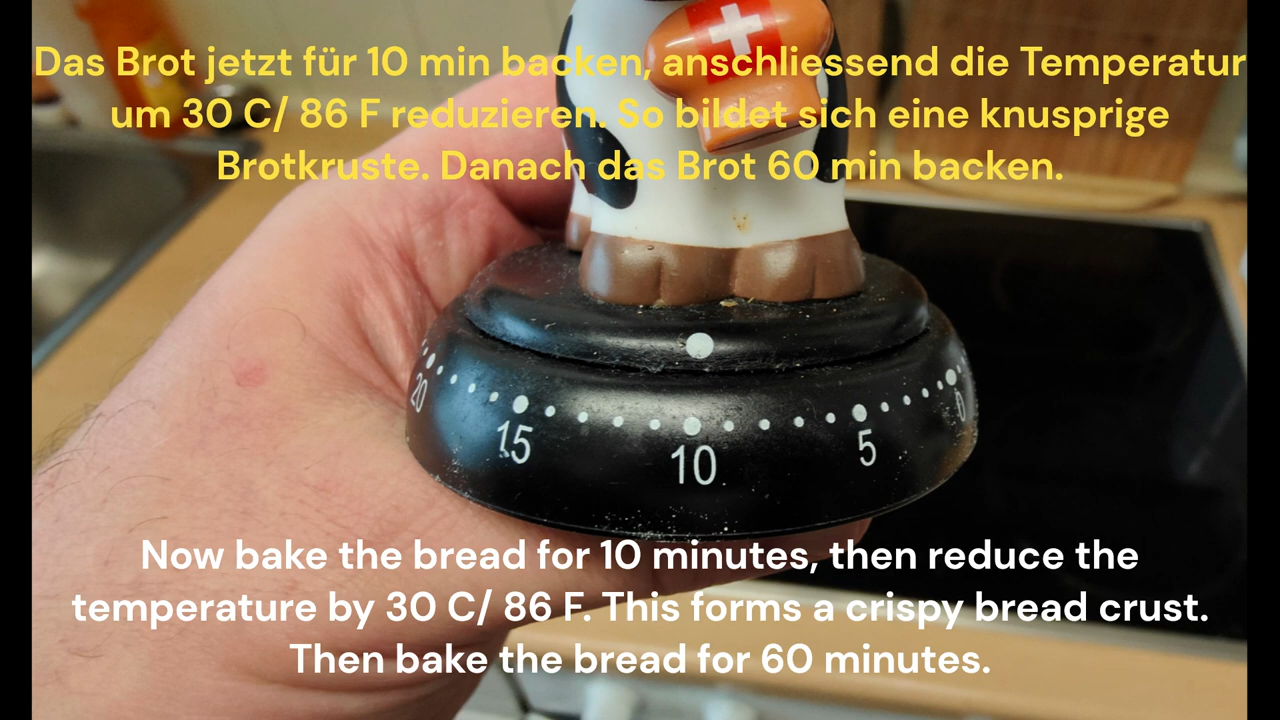 Das Brot jetzt für 10 min backen, anschliessend die Temperatur
um 30 C/ 86 F reduzieren. So bildet sich eine knusprige
Brotkruste. Danach das Brot 60 min backen.
20 15 10 5 0
Now bake the bread for 10 minutes, then reduce the
temperature by 30 C/ 86 F. This forms a crispy bread crust.
Then bake the bread for 60 minutes.